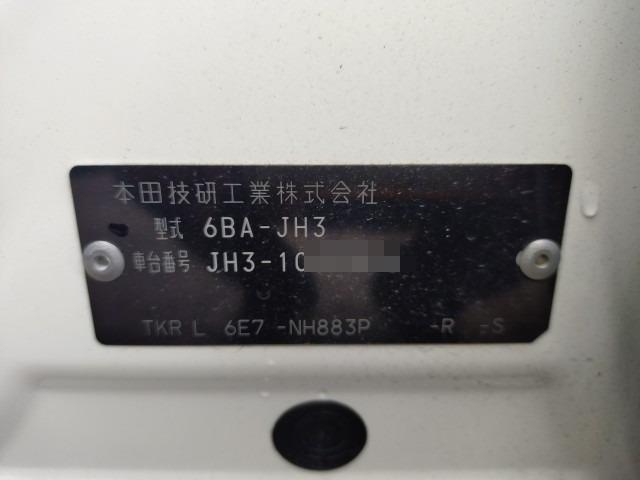 本田技研工業株式会社
型式 6BA-JH3
車台番号 JH3-10
TKR L 6E7 -NH883P -R -S